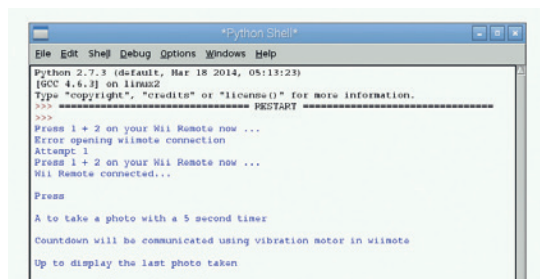 *Python Shell*
File Edit Shell Debug Options Windows Help
Python 2.7.3 (default, Mar 18 2014, 05:13:23)
[GCC 4.6.3] on linux2
Type "copyright", "credits" or "license()" for more information.
>>> ================================ RESTART ================================
>>>
Press 1 + 2 on your Wii Remote now ...
Error opening wiimote connection
Attempt 1
Press 1 + 2 on your Wii Remote now ...
Wii Remote connected...
Press
A to take a photo with a 5 second timer
Countdown will be communicated using vibration motor in wiimote
Up to display the last photo taken